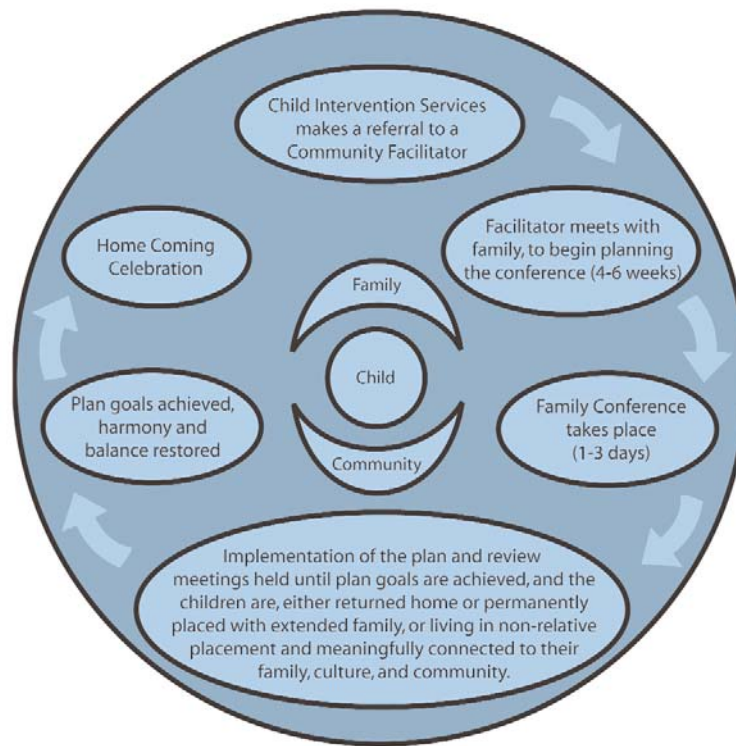 Child Intervention Services
makes a referral to a
Community Facilitator
Facilitator meets with
family, to begin planning
the conference (4-6 weeks)
Family Conference
takes place
(1-3 days)
Implementation of the plan and review
meetings held until plan goals are achieved, and the
children are, either returned home or permanently
placed with extended family, or living in non-relative
placement and meaningfully connected to their
family, culture, and community.
Plan goals achieved,
harmony and
balance restored
Home Coming
Celebration
Family
Child
Community